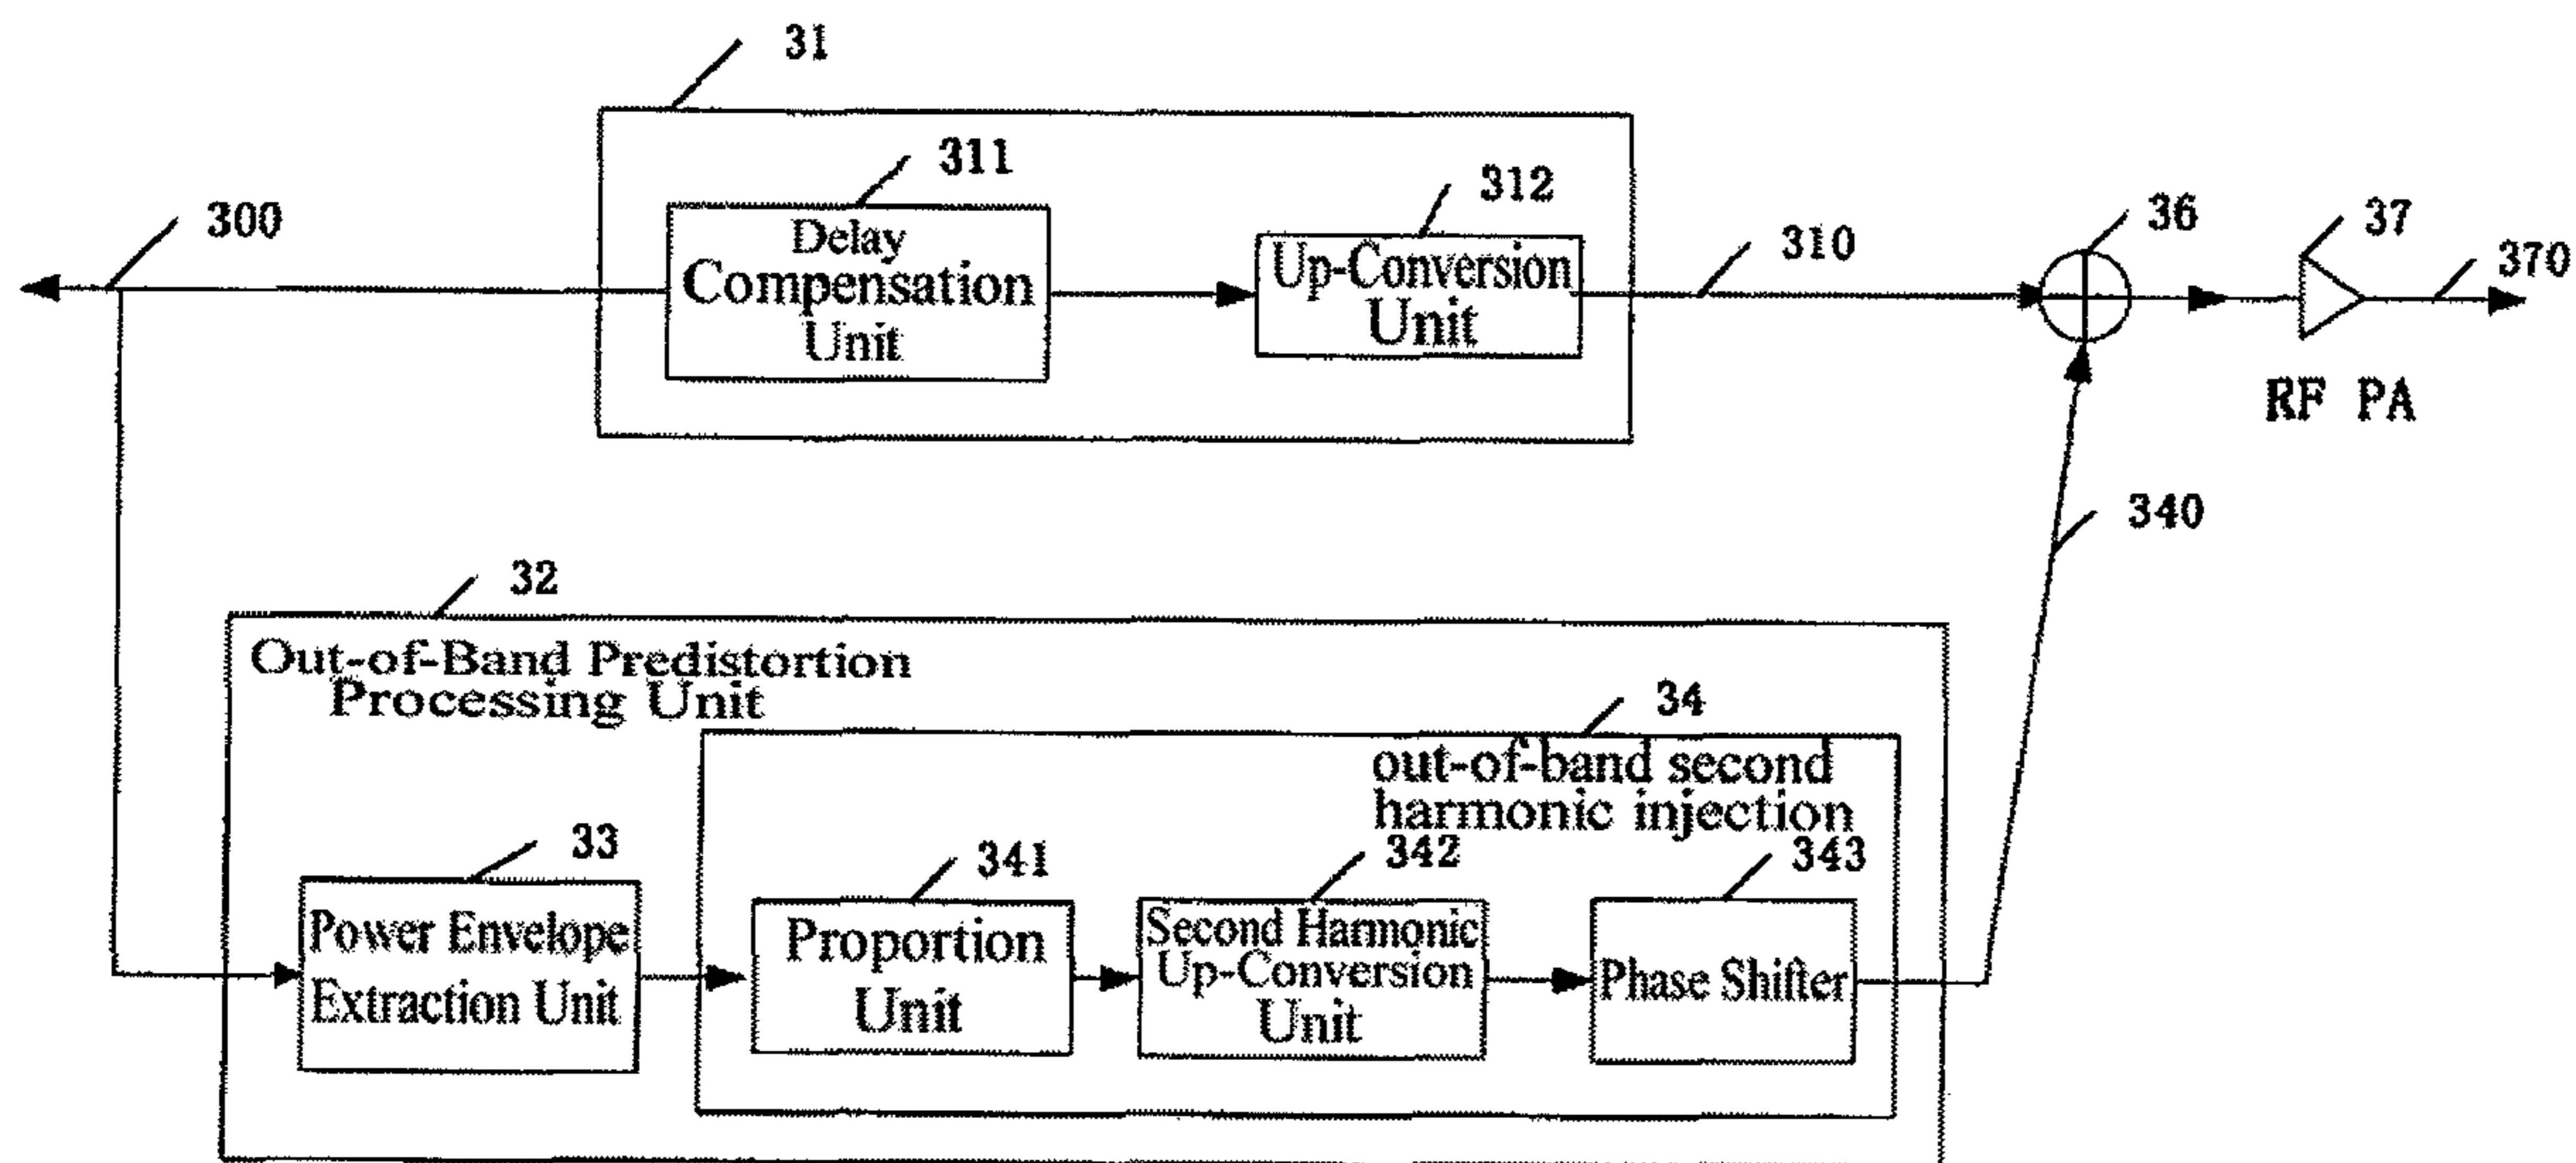 31
311
312
300
310
36
37
370
Delay
Compensation
Unit
Up-Conversion
Unit
RF PA
340
32
Out-of-Band Predistortion
Processing Unit
34
out-of-band second
harmonic injection
33
341
342
343
Power Envelope
Extraction Unit
Proportion
Unit
Second Harmonic
Up-Conversion
Unit
Phase Shifter